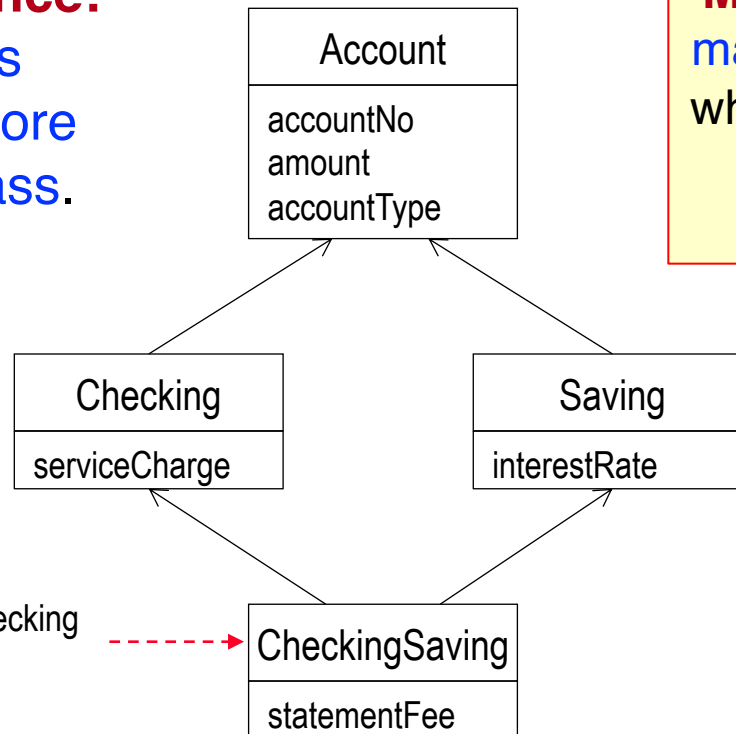 Account
accountNo
amount
accountType
Checking
serviceCharge
Saving
interestRate
CheckingSaving
statementFee